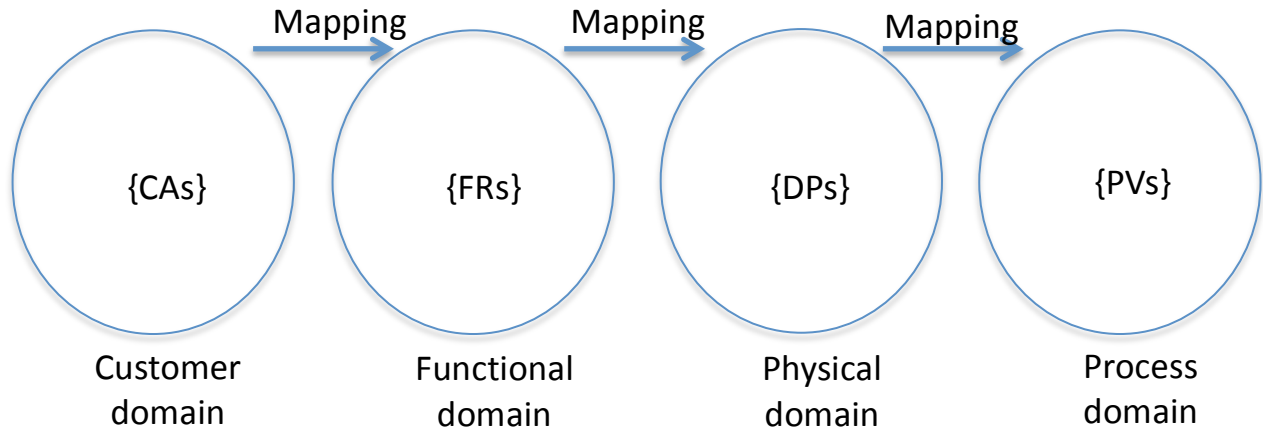 Mapping
Mapping
Mapping
{CAs}
{FRs}
{DPs}
{PVs}
Customer
domain
Functional
domain
Physical
domain
Process
domain